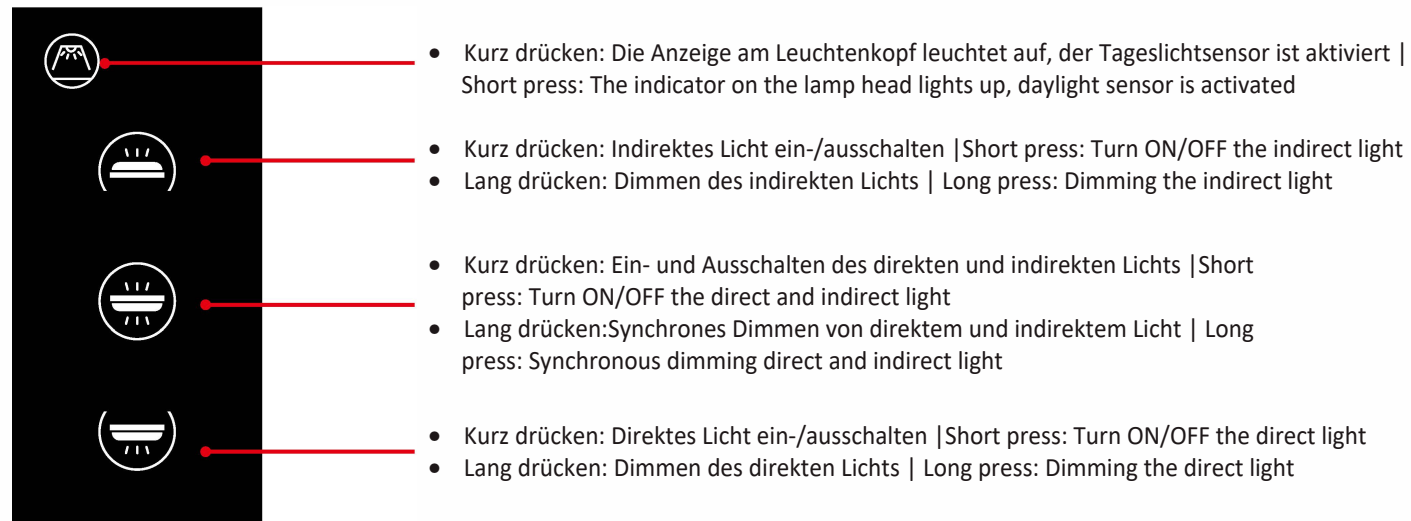 • Kurz drücken: Die Anzeige am Leuchtenkopf leuchtet auf, der Tageslichtsensor ist aktiviert |
Short press: The indicator on the lamp head lights up, daylight sensor is activated
• Kurz drücken: Indirektes Licht ein-/ausschalten |Short press: Turn ON/OFF the indirect light
• Lang drücken: Dimmen des indirekten Lichts | Long press: Dimming the indirect light
• Kurz drücken: Ein- und Ausschalten des direkten und indirekten Lichts |Short
press: Turn ON/OFF the direct and indirect light
• Lang drücken:Synchrones Dimmen von direktem und indirektem Licht | Long
press: Synchronous dimming direct and indirect light
• Kurz drücken: Direktes Licht ein-/ausschalten |Short press: Turn ON/OFF the direct light
• Lang drücken: Dimmen des direkten Lichts | Long press: Dimming the direct light